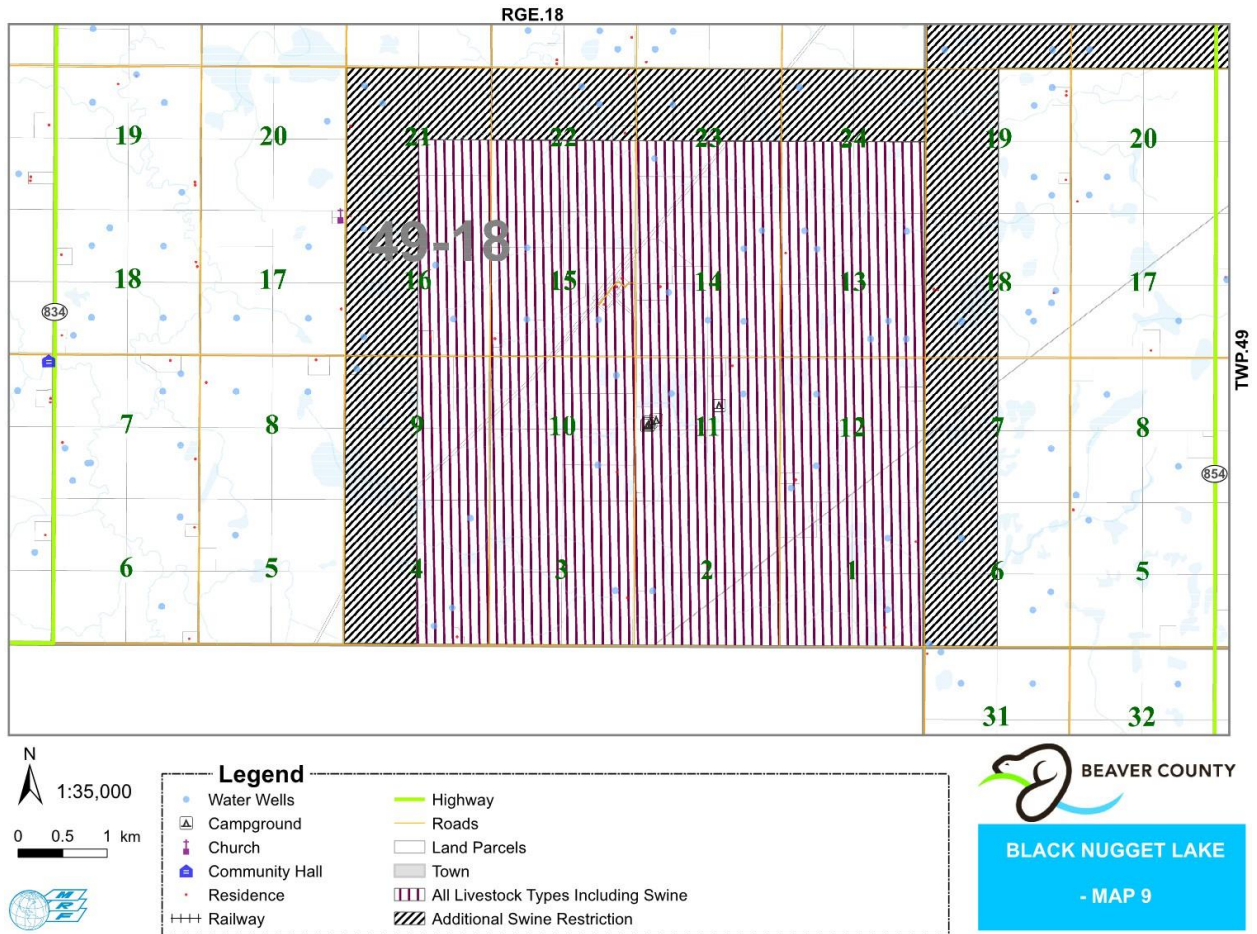 RGE.18
19
20
21
22
23
24
19
20
49-18
18
17
16
15
14
13
18
17
834
TWP.49
7
8
9
10
11
12
7
8
854
6
5
4
3
2
1
6
5
31
32
N
1:35,000
0 0.5 1 km
MRF
Legend
Water Wells
Campground
Church
Community Hall
Residence
Railway
Highway
Roads
Land Parcels
Town
All Livestock Types Including Swine
Additional Swine Restriction
BEAVER COUNTY
BLACK NUGGET LAKE
- MAP 9